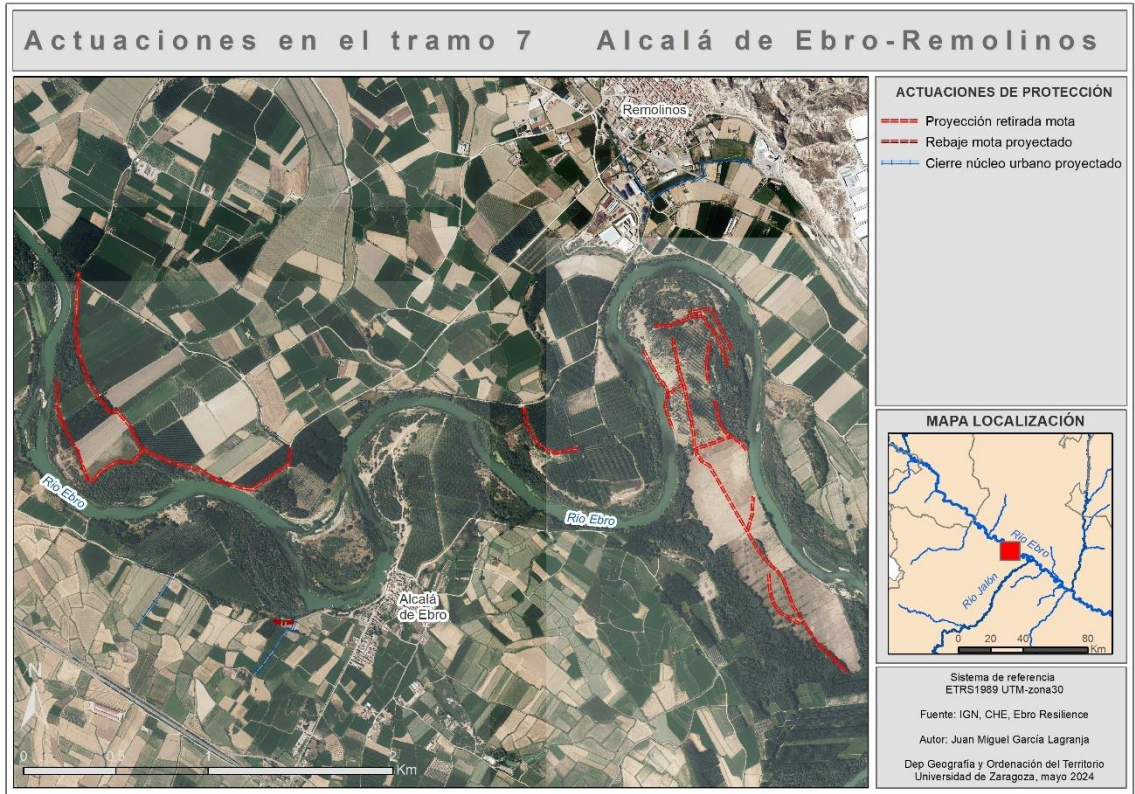 Actuaciones en el tramo 7 Alcalá de Ebro-Remolinos
Remolinos
Río Ebro
Río Ebro
Alcalá
de Ebro
N
0 0,5 1 2
Km
ACTUACIONES DE PROTECCIÓN
Proyección retirada mota
Rebaje mota proyectado
Cierre núcleo urbano proyectado
MAPA LOCALIZACIÓN
Río Ebro
Río Jalón
0 20 40 80
Km
Sistema de referencia
ETRS1989 UTM-zona30
Fuente: IGN, CHE, Ebro Resilience
Autor: Juan Miguel García Lagranja
Dep Geografía y Ordenación del Territorio
Universidad de Zaragoza, mayo 2024